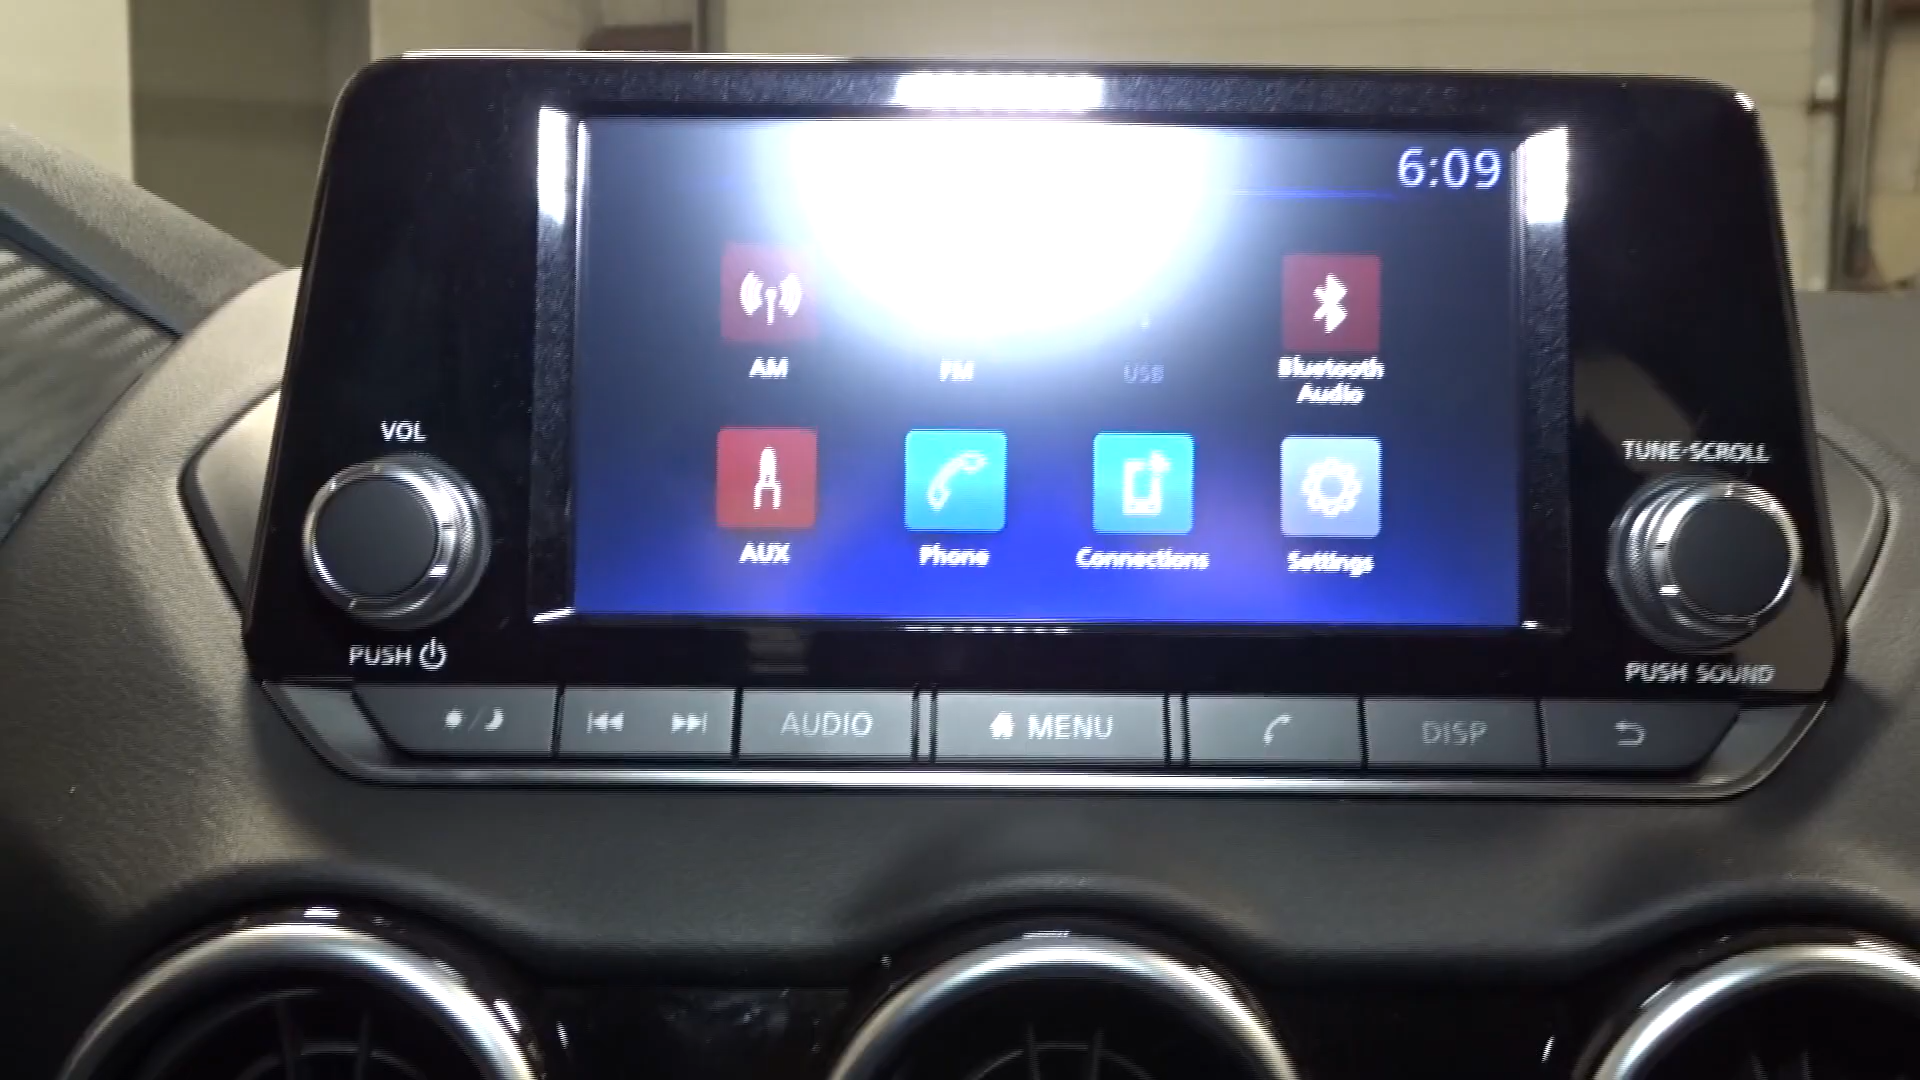 6:09
AM
FM
USB
Bluetooth
Audio
VOL
TUNE·SCROLL
AUX
Phone
Connections
Settings
PUSH
PUSH SOUND
AUDIO
MENU
DISP